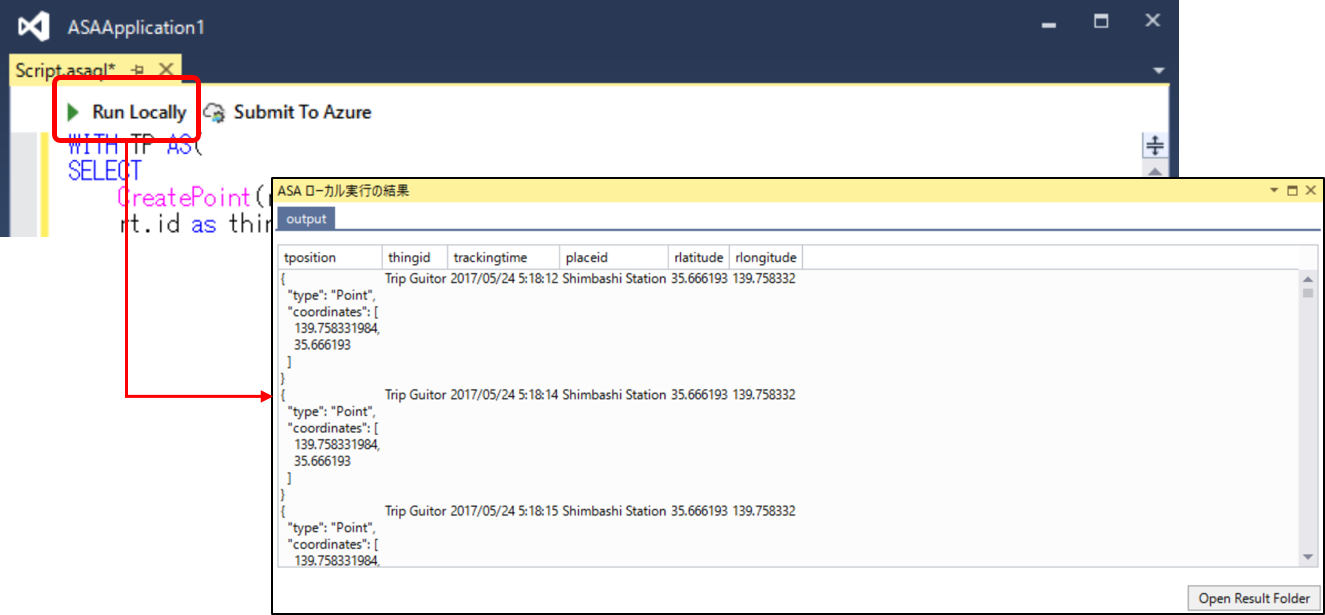 ASAApplication1
Script.asaql*
Run Locally Submit To Azure
WITH TP AS(
SELECT
CreatePoint(
rt.id as thin
ASA ローカル実行の結果
output
tposition thingid trackingtime placeid rlatitude rlongitude
{ Trip Guitor 2017/05/24 5:18:12 Shimbashi Station 35.666193 139.758332
"type": "Point",
"coordinates": [
139.758331984,
35.666193
]
}
{ Trip Guitor 2017/05/24 5:18:14 Shimbashi Station 35.666193 139.758332
"type": "Point",
"coordinates": [
139.758331984,
35.666193
]
}
{ Trip Guitor 2017/05/24 5:18:15 Shimbashi Station 35.666193 139.758332
"type": "Point",
"coordinates": [
139.758331984,
Open Result Folder